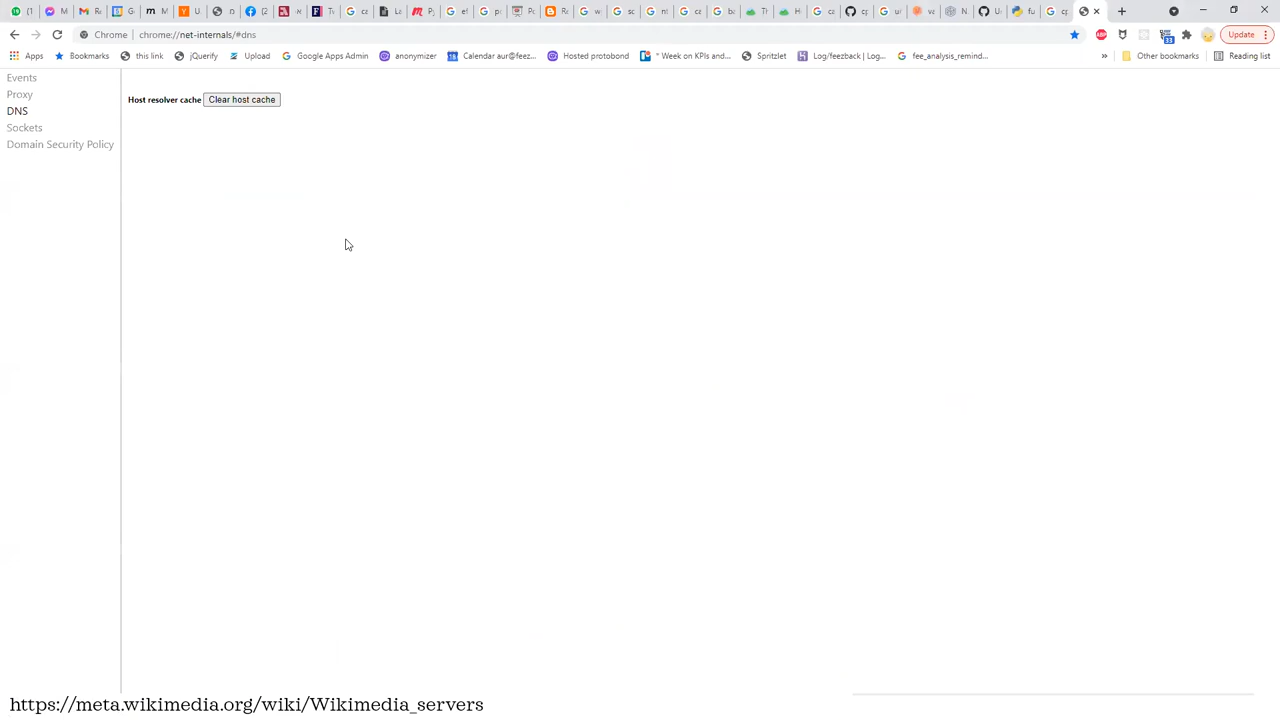 Chrome chrome://net-internals/#dns Update
Apps Bookmarks this link jQuerify Upload Google Apps Admin anonymizer Calendar aur@feez... Hosted protobond * Week on KPIs and... Spritzlet Log/feezback | Log... fee_analysis_remind... » Other bookmarks Reading list
Events
Proxy
DNS
Sockets
Domain Security Policy
Host resolver cache Clear host cache
https://meta.wikimedia.org/wiki/Wikimedia_servers